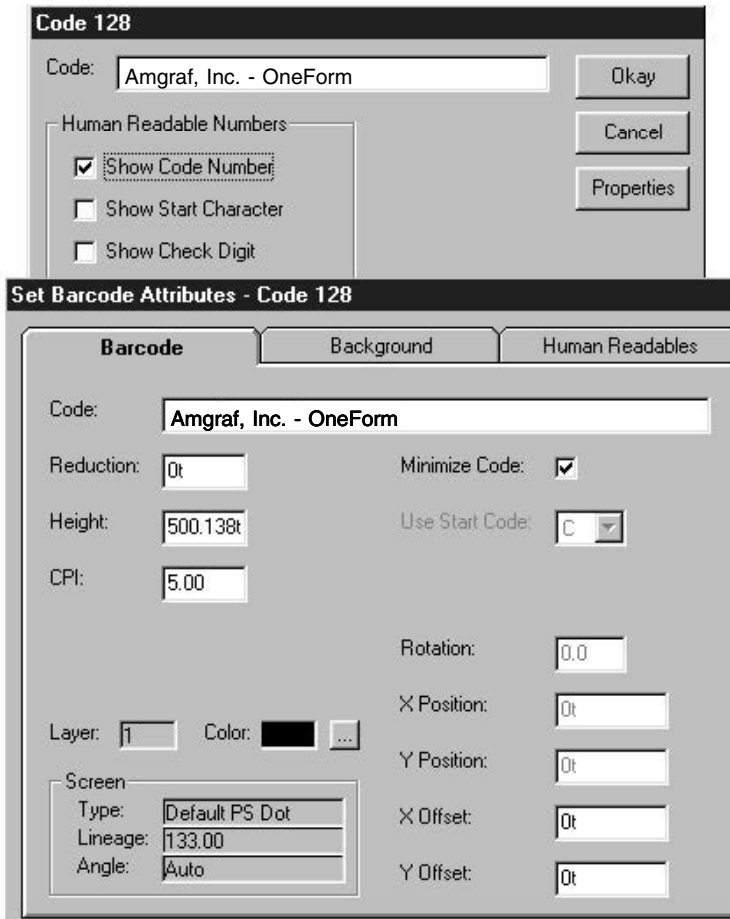 Code 128
Code: Amgraf, Inc. - OneForm Okay
Human Readable Numbers Cancel
Show Code Number Properties
Show Start Character
Show Check Digit
Set Barcode Attributes - Code 128
Barcode Background Human Readables
Code: Amgraf, Inc. - OneForm
Reduction: 0t Minimize Code:
Height: 500.138t Use Start Code: C
CPI: 5.00
Rotation: 0.0
X Position: 0t
Layer: 1 Color: ...
Y Position: 0t
Screen
Type: Default PS Dot
X Offset: 0t
Lineage: 133.00
Angle: Auto
Y Offset: 0t